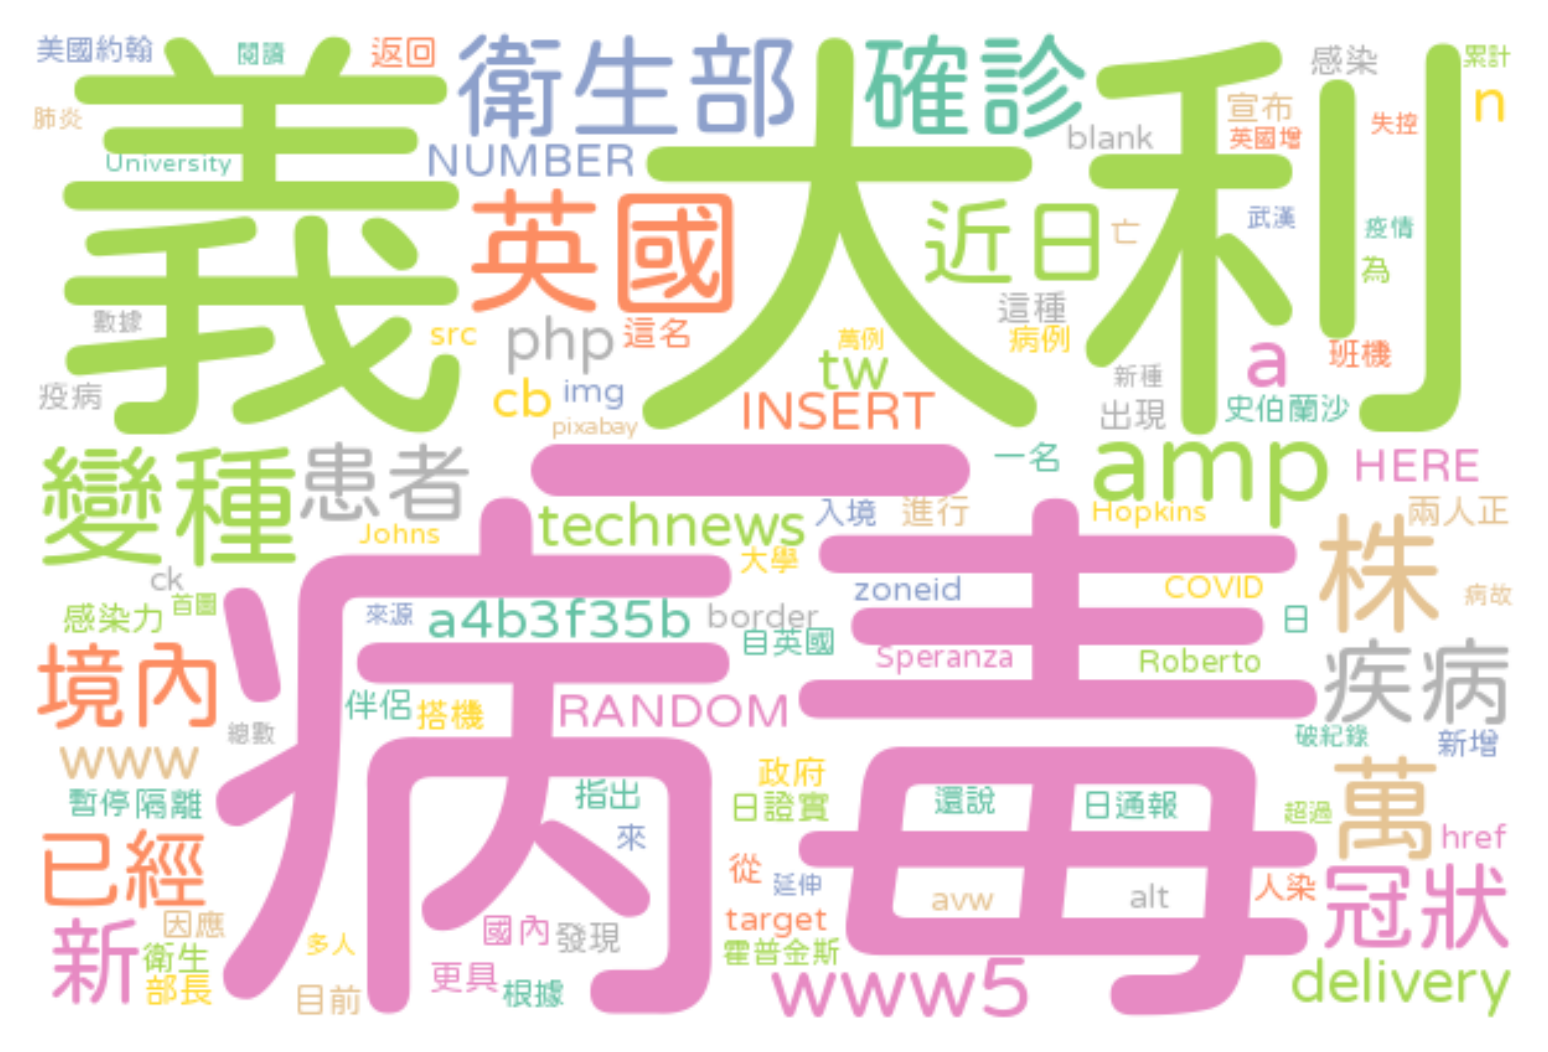 義大利
病毒
一
美國約翰
閱讀
返回
衛生部
確診
感染
累計
肺炎
University
NUMBER
blank
宣布
英國增
失控
n
英國
近日
亡
武漢
疫情
為
數據
src
php
這名
萬例
這種
病例
a
班機
疫病
cb
img
pixabay
tw
INSERT
新種
出現
史伯蘭沙
變種
患者
一名
amp
HERE
Johns
technews
入境
進行
Hopkins
兩人正
大學
株
ck
首圖
感染力
來源
a4b3f35b
border
zoneid
COVID
日
病故
自英國
境內
Speranza
Roberto
疾病
伴侶
搭機
RANDOM
總數
破紀錄
新增
www
暫停
隔離
指出
政府
日證實
還說
日通報
超過
萬
href
已經
來
從
延伸
avw
alt
人染
冠狀
新
因應
衛生
部長
多人
目前
國內
發現
更具
根據
target
霍普金斯
www5
delivery